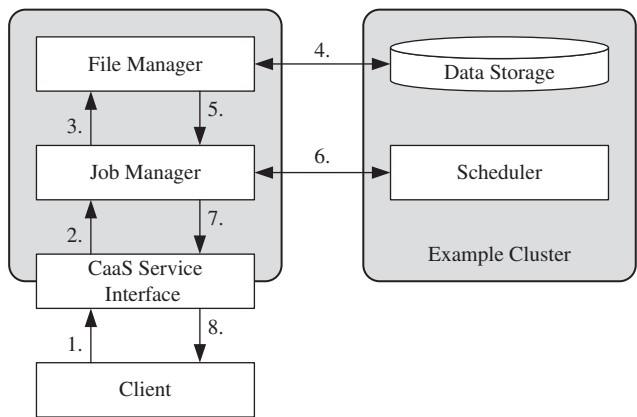 File Manager
4.
Data Storage
3.
5.
Job Manager
6.
Scheduler
2.
7.
CaaS Service
Interface
Example Cluster
1.
8.
Client